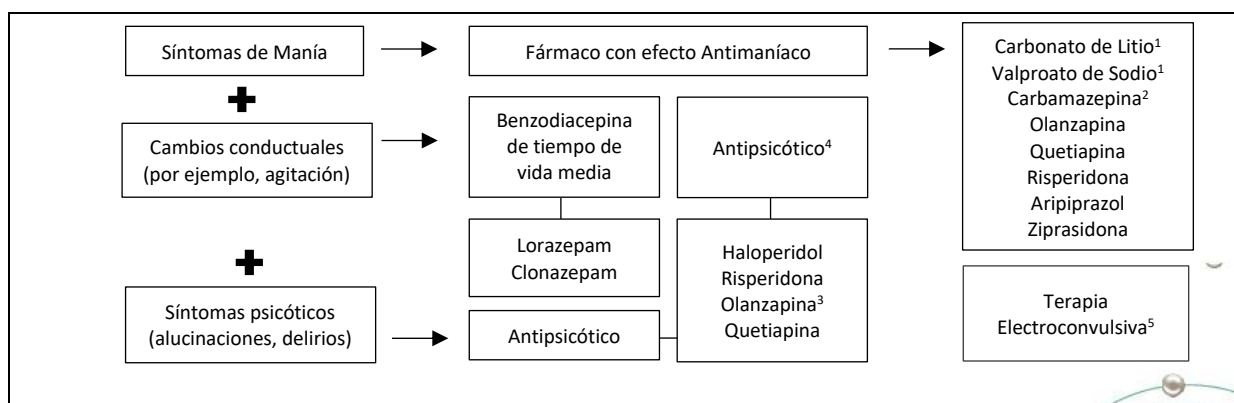 Síntomas de Manía
Fármaco con efecto Antimaníaco
Carbonato de Litio¹
Valproato de Sodio¹
Carbamazepina²
Olanzapina
Quetiapina
Risperidona
Aripiprazol
Ziprasidona
Cambios conductuales
(por ejemplo, agitación)
Benzodiacepina
de tiempo de
vida media
Antipsicótico⁴
Lorazepam
Clonazepam
Haloperidol
Risperidona
Olanzapina³
Quetiapina
Síntomas psicóticos
(alucinaciones, delirios)
Antipsicótico
Terapia
Electroconvulsiva⁵